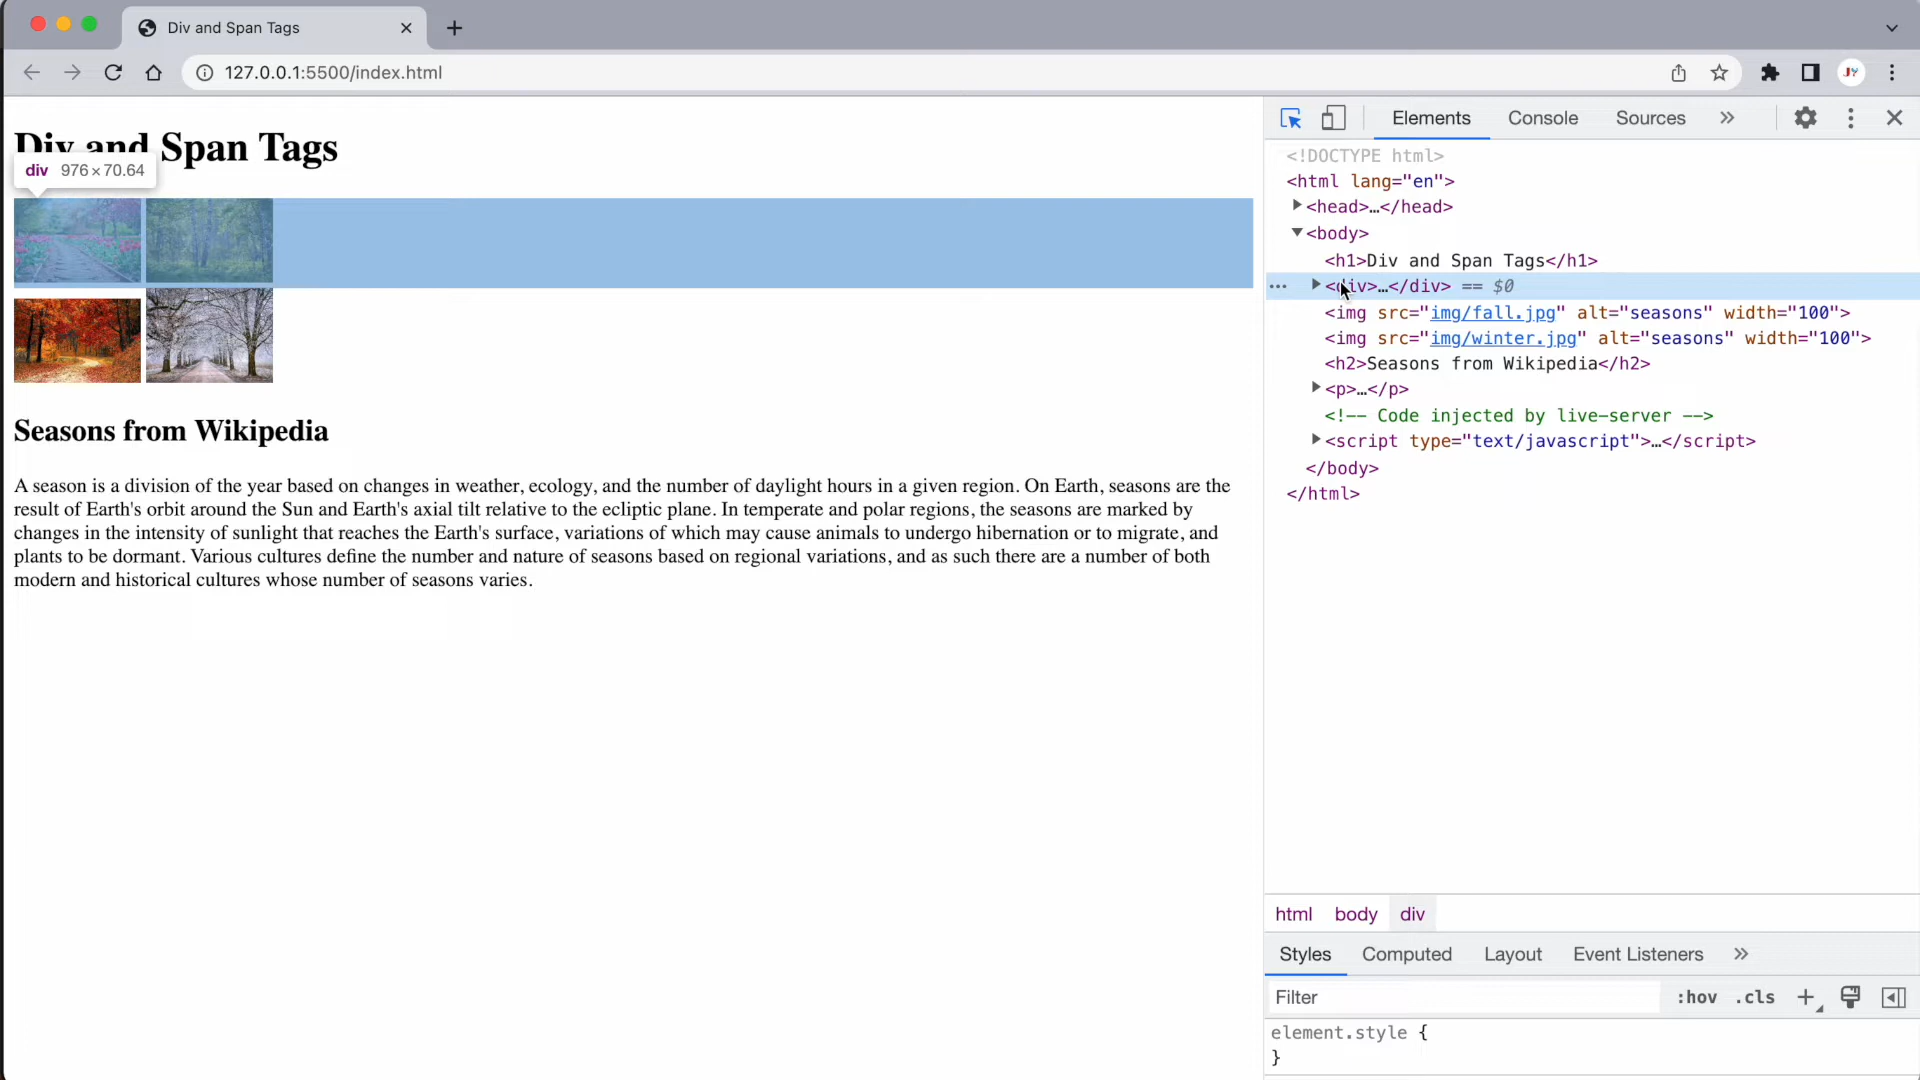 Div and Span Tags
127.0.0.1:5500/index.html
JY
Div and Span Tags
div 976 × 70.64
Seasons from Wikipedia
A season is a division of the year based on changes in weather, ecology, and the number of daylight hours in a given region. On Earth, seasons are the
result of Earth's orbit around the Sun and Earth's axial tilt relative to the ecliptic plane. In temperate and polar regions, the seasons are marked by
changes in the intensity of sunlight that reaches the Earth's surface, variations of which may cause animals to undergo hibernation or to migrate, and
plants to be dormant. Various cultures define the number and nature of seasons based on regional variations, and as such there are a number of both
modern and historical cultures whose number of seasons varies.
Elements Console Sources »
<!DOCTYPE html>
<html lang="en">
<head>…</head>
<body>
<h1>Div and Span Tags</h1>
<div>…</div> == $0
<img src="img/fall.jpg" alt="seasons" width="100">
<img src="img/winter.jpg" alt="seasons" width="100">
<h2>Seasons from Wikipedia</h2>
<p>…</p>
<!-- Code injected by live-server -->
<script type="text/javascript">…</script>
</body>
</html>
html body div
Styles Computed Layout Event Listeners »
Filter :hov .cls +
element.style {
}